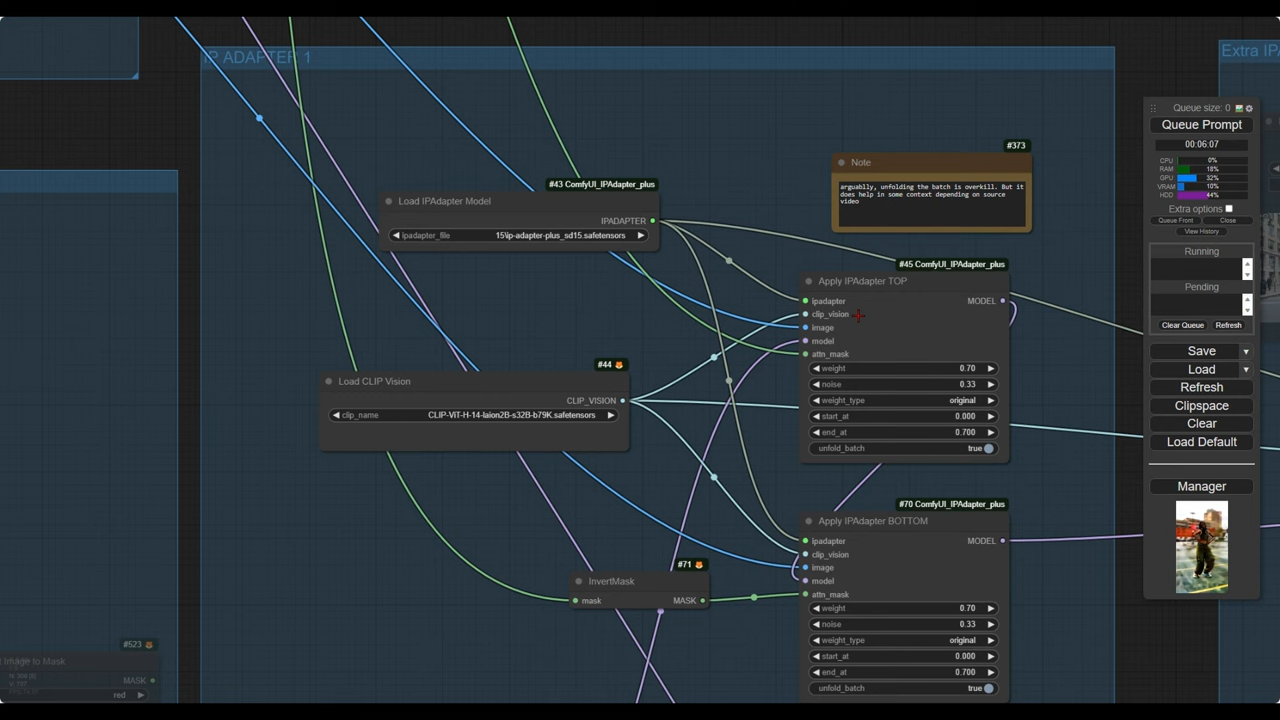 IP ADAPTER 1
Extra IPA
#373
Note
arguablly, unfolding the batch is overkill. But it
does help in some context depending on source
video
#43 ComfyUI_IPAdapter_plus
Load IPAdapter Model
IPADAPTER
ipadapter_file 15\ip-adapter-plus_sd15.safetensors
#45 ComfyUI_IPAdapter_plus
Apply IPAdapter TOP
ipadapter MODEL
clip_vision
image
model
attn_mask
weight 0.70
noise 0.33
weight_type original
start_at 0.000
end_at 0.700
unfold_batch true
#44
Load CLIP Vision
CLIP_VISION
clip_name CLIP-ViT-H-14-laion2B-s32B-b79K.safetensors
#70 ComfyUI_IPAdapter_plus
Apply IPAdapter BOTTOM
ipadapter MODEL
clip_vision
image
model
attn_mask
weight 0.70
noise 0.33
weight_type original
start_at 0.000
end_at 0.700
unfold_batch true
#71
InvertMask
mask MASK
#523
Image to Mask
MASK
red
Queue size: 0
Queue Prompt
00:06:07
CPU 0%
RAM 18%
GPU 32%
VRAM 10%
HDD 44%
Extra options
Queue Front Close
View History
Running
Pending
Clear Queue Refresh
Save
Load
Refresh
Clipspace
Clear
Load Default
Manager